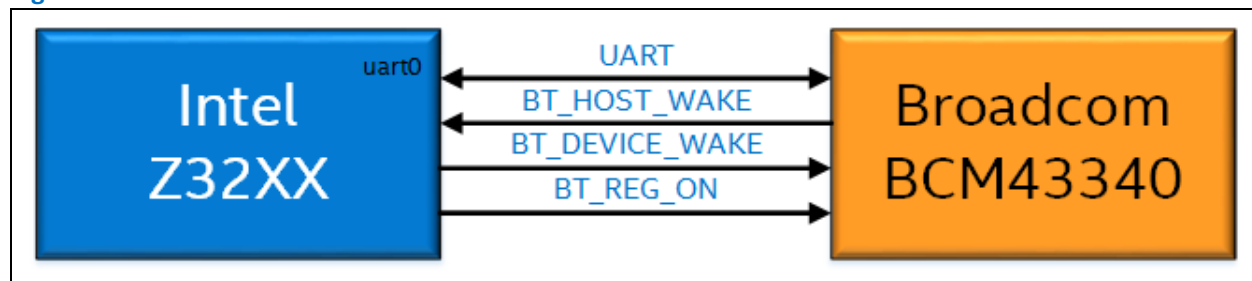 uart0
Intel
Z32XX
UART
BT_HOST_WAKE
BT_DEVICE_WAKE
BT_REG_ON
Broadcom
BCM43340